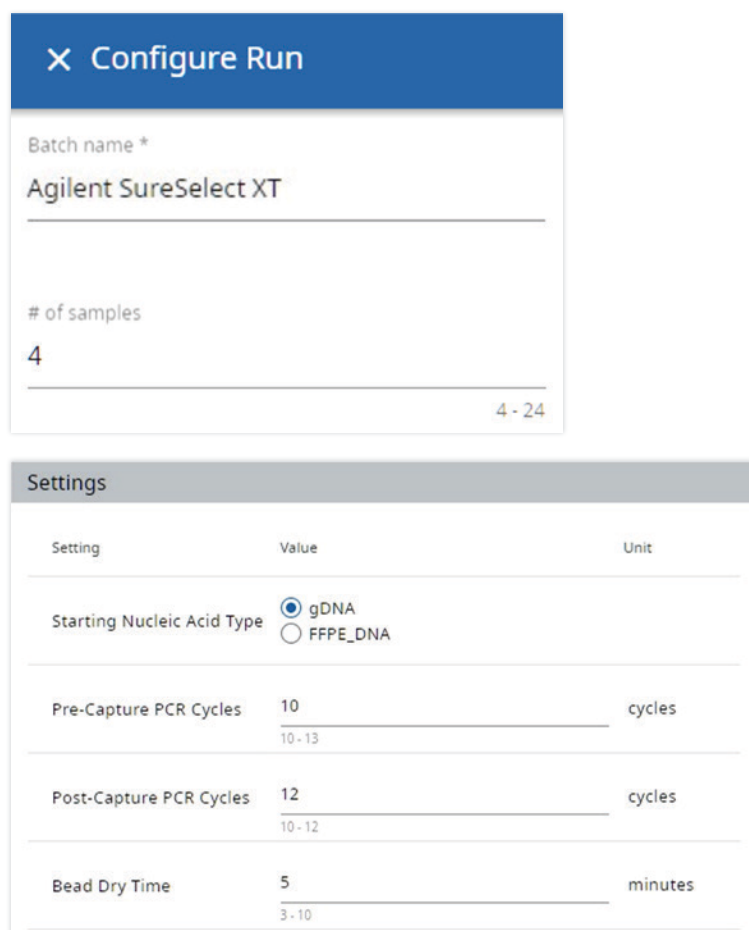 Configure Run
Batch name *
Agilent SureSelect XT
# of samples
4
4 - 24
Settings
Setting Value Unit
Starting Nucleic Acid Type gDNA
FFPE_DNA
Pre-Capture PCR Cycles 10 cycles
10 - 13
Post-Capture PCR Cycles 12 cycles
10 - 12
Bead Dry Time 5 minutes
3 - 10